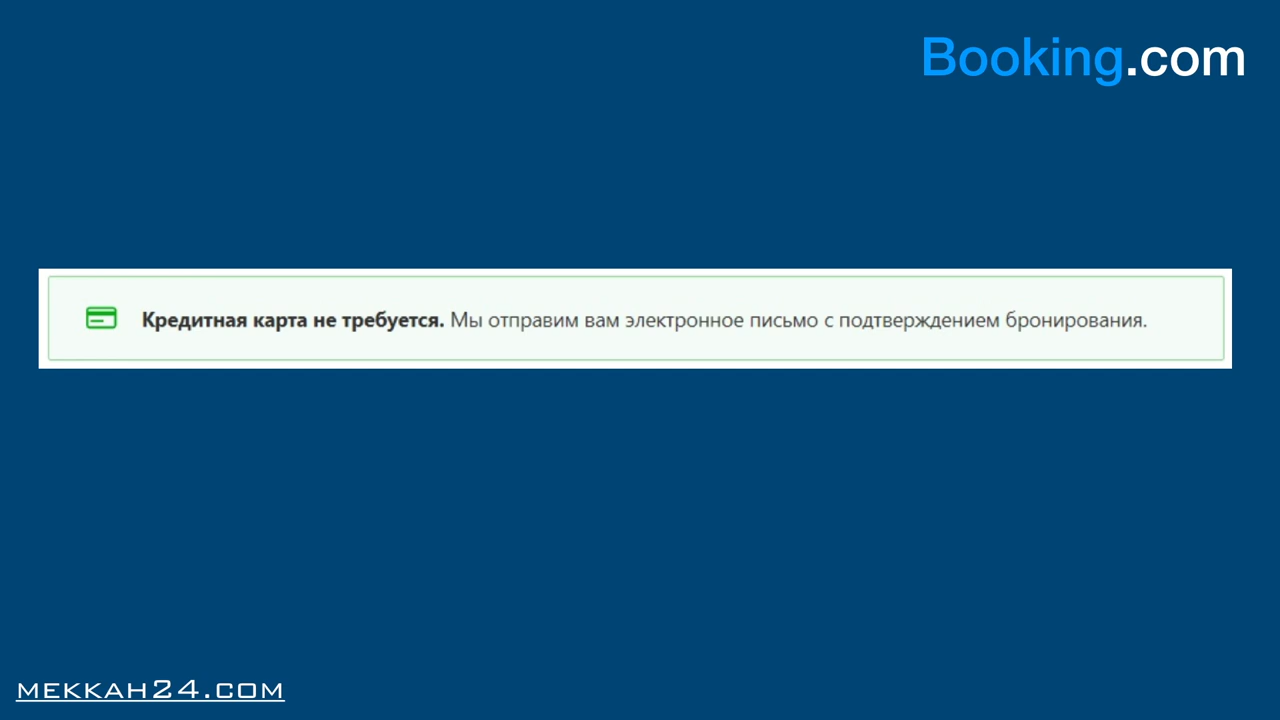 Booking.com
Кредитная карта не требуется. Мы отправим вам электронное письмо с подтверждением бронирования.
MEKKAH24.COM